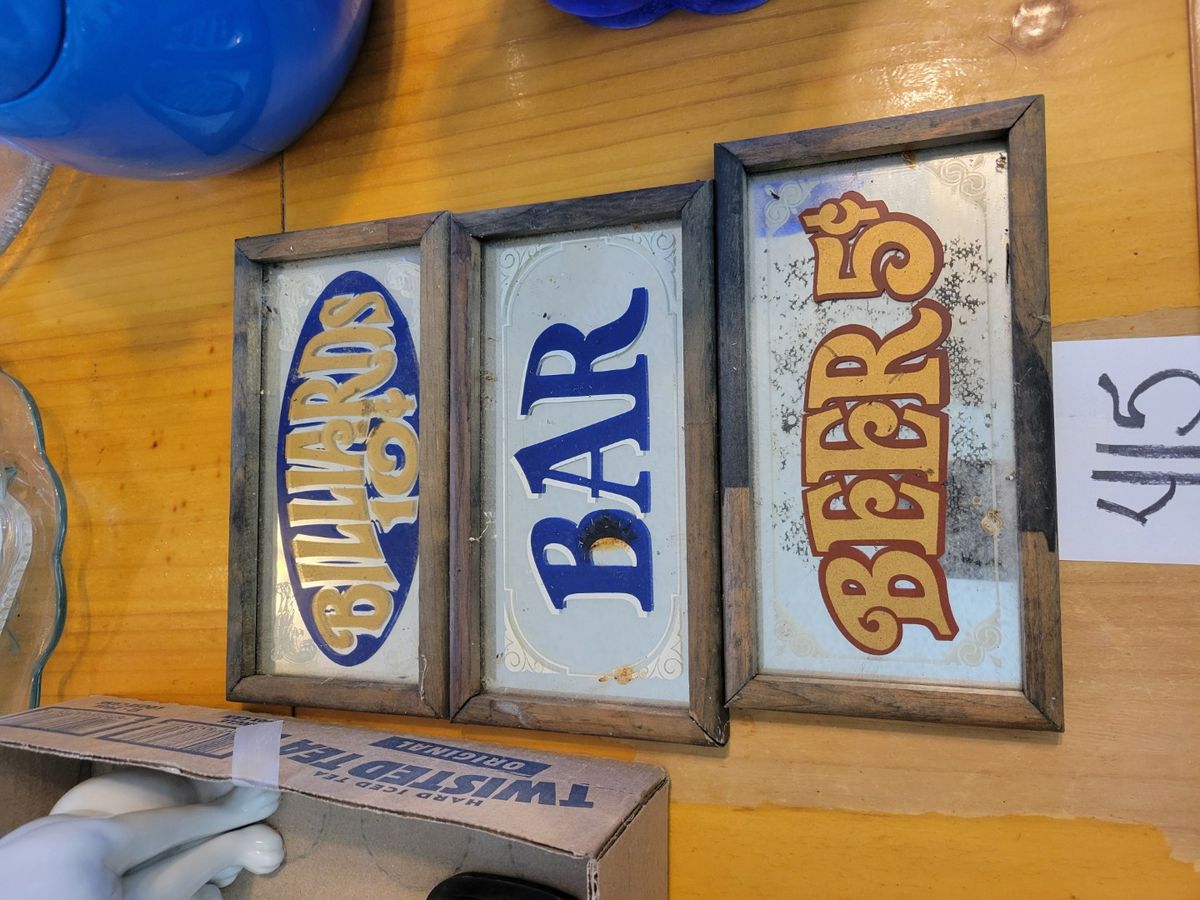 BILLIARDS
10¢
BAR
BEER 5¢
415
HARD ICED TEA
TWISTED TEA
ORIGINAL